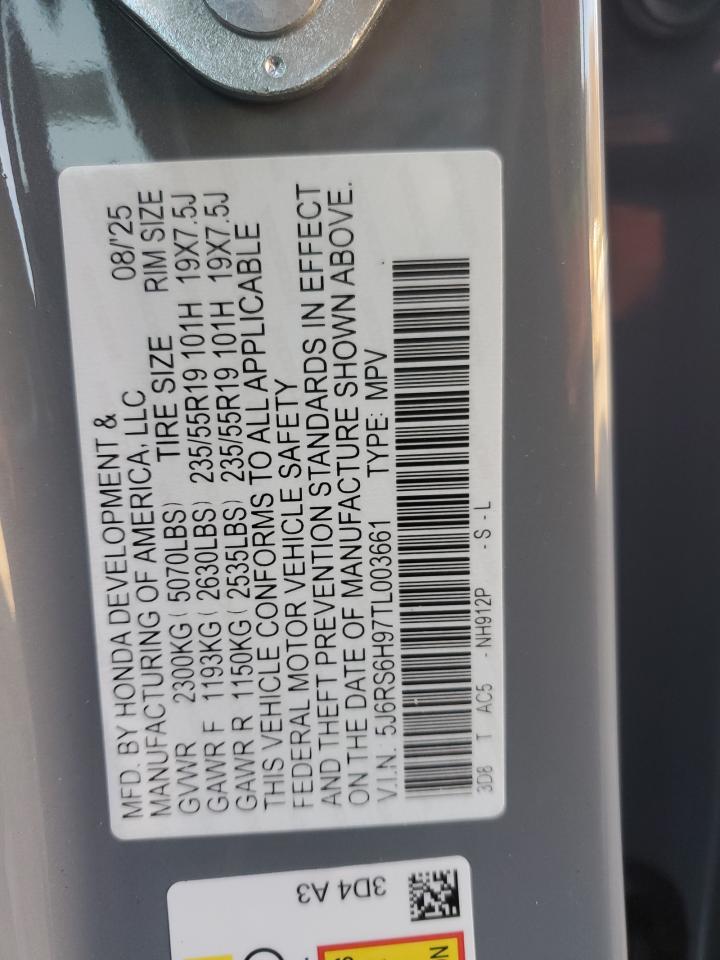 MFD. BY HONDA DEVELOPMENT & 08/'25
MANUFACTURING OF AMERICA, LLC
TIRE SIZE RIM SIZE
GVWR 2300KG ( 5070LBS)
GAWR F 1193KG ( 2630LBS) 235/55R19 101H 19X7.5J
GAWR R 1150KG ( 2535LBS) 235/55R19 101H 19X7.5J
THIS VEHICLE CONFORMS TO ALL APPLICABLE
FEDERAL MOTOR VEHICLE SAFETY
AND THEFT PREVENTION STANDARDS IN EFFECT
ON THE DATE OF MANUFACTURE SHOWN ABOVE.
V.I.N: 5J6RS6H97TL003661 TYPE: MPV
3D8 T AC5 -NH912P -S-L
3D4 A3